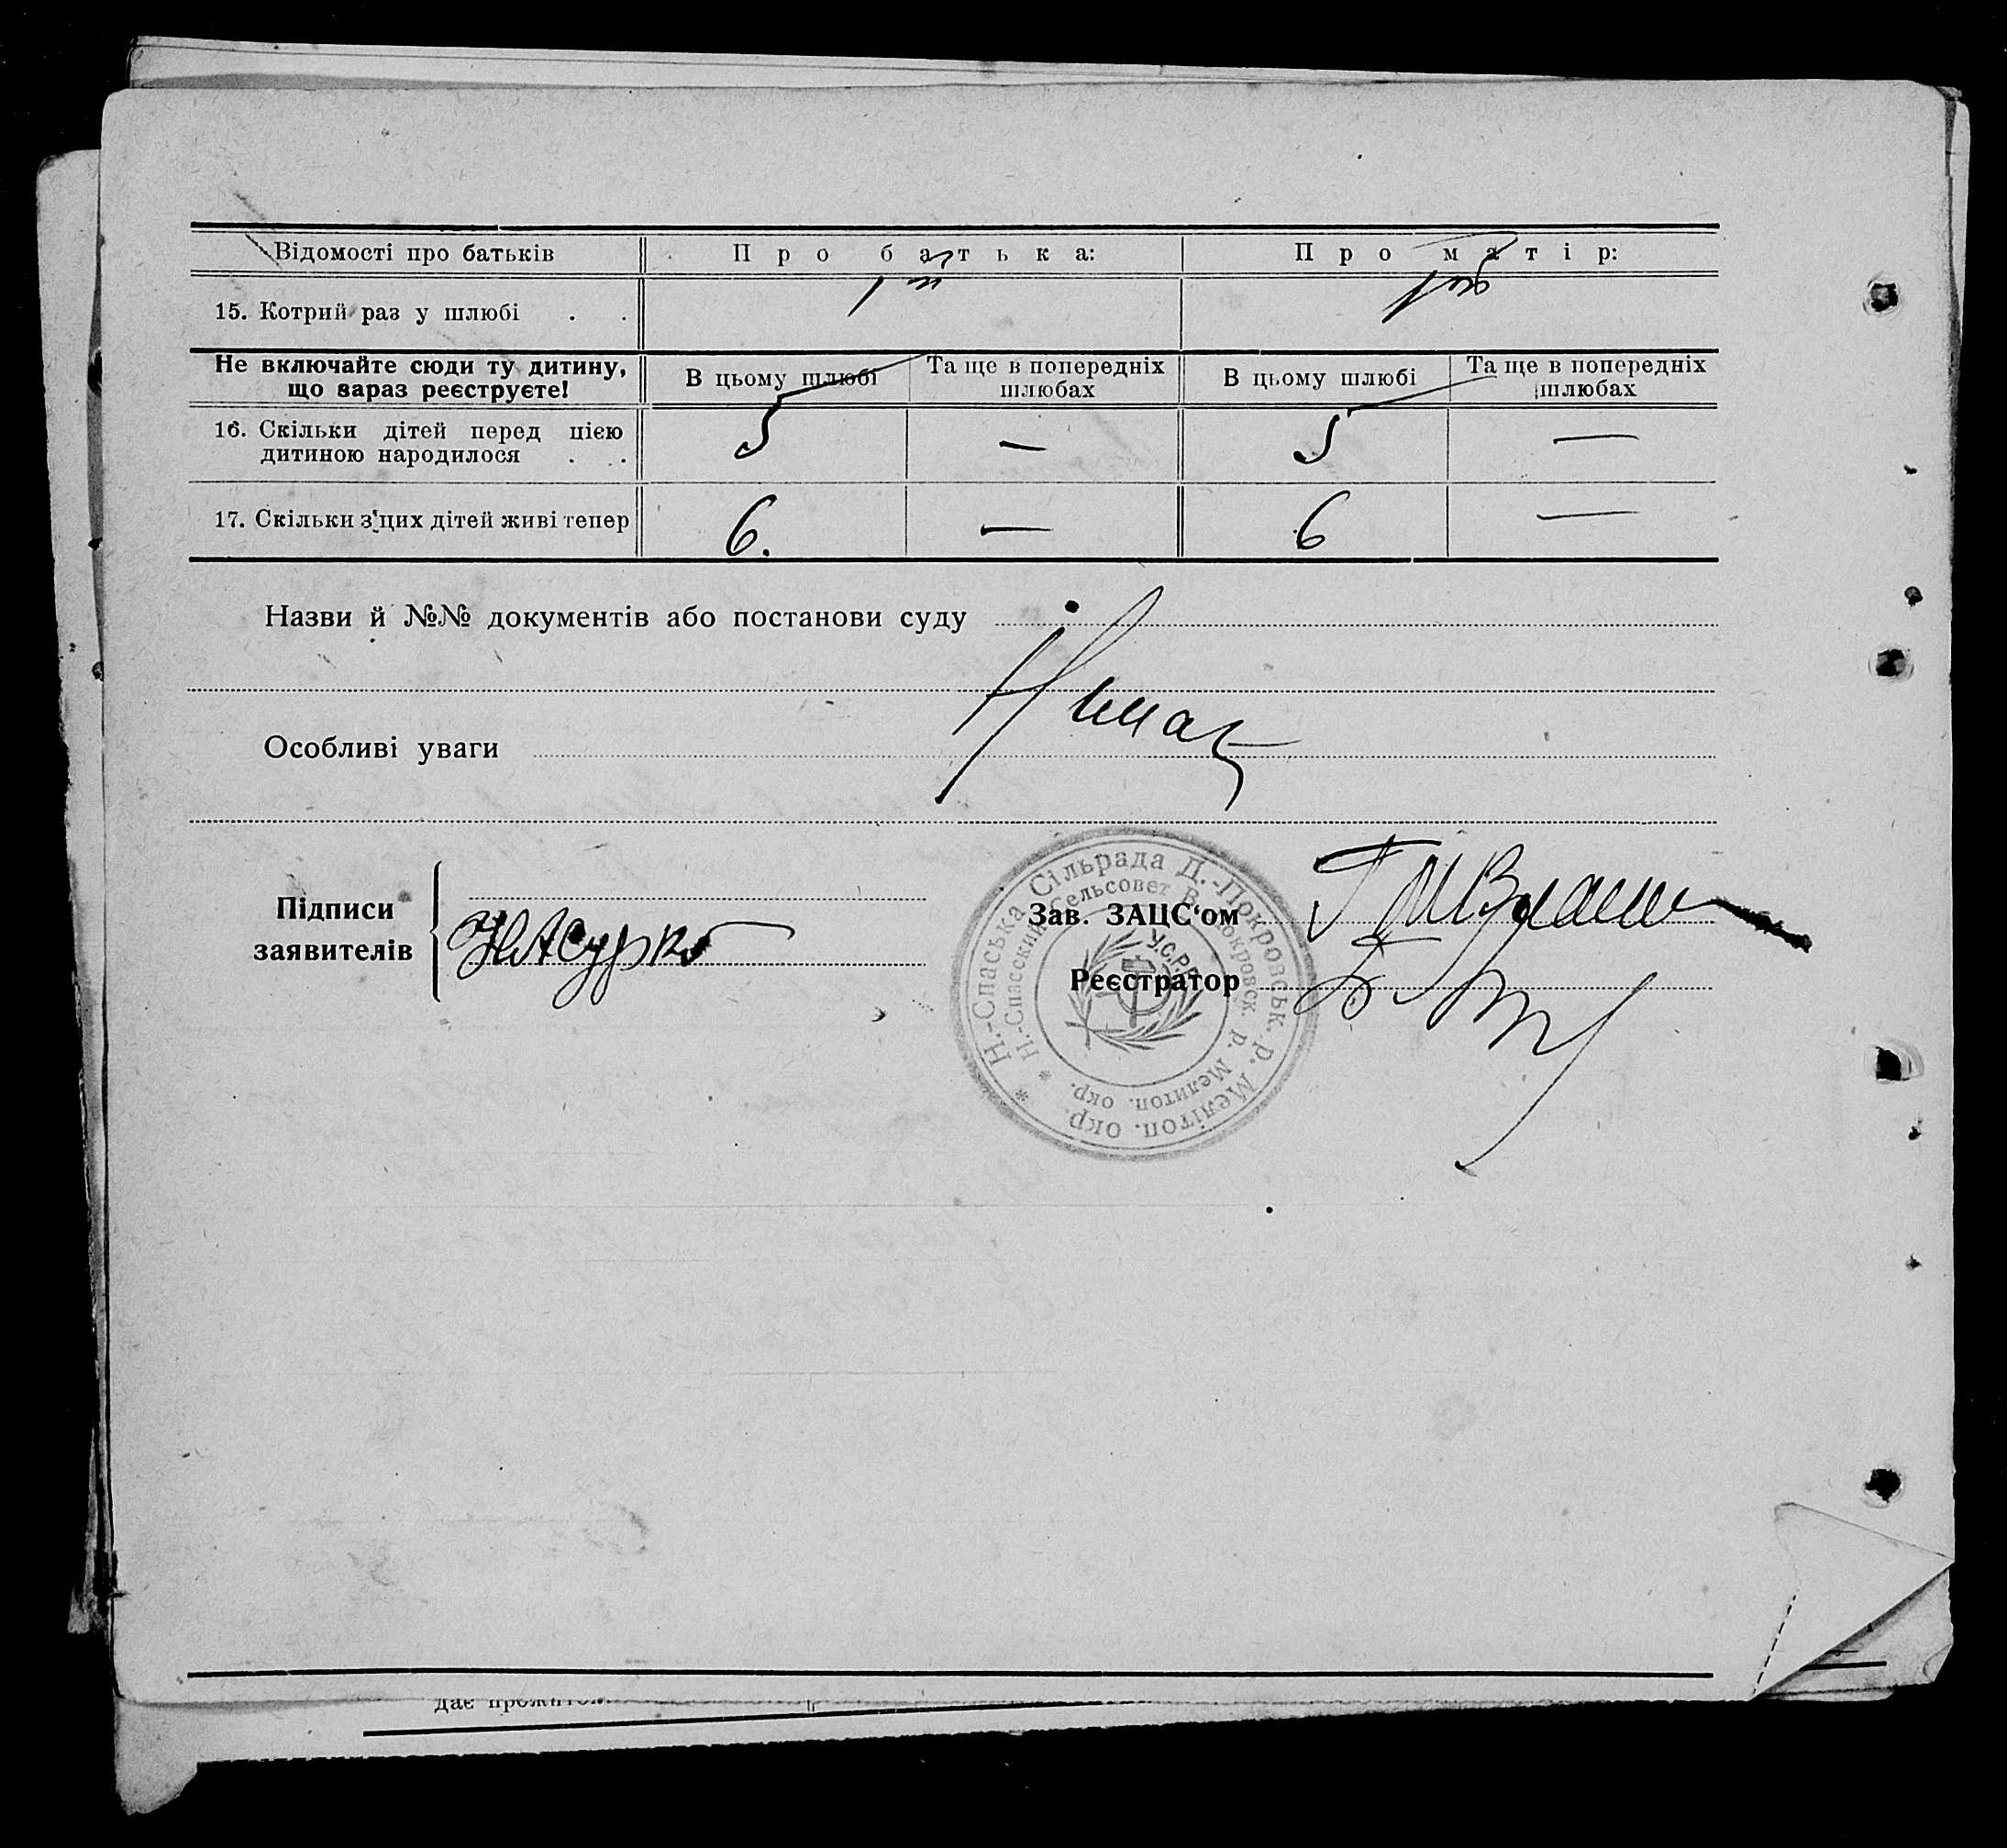 Відомості про батьків
Про батька:
Про матір:
15. Котрий раз у шлюбі . .
1й
Не включайте сюди ту дитину,
що зараз реєструєте!
В цьому шлюбі
Та ще в попередніх
шлюбах
В цьому шлюбі
Та ще в попередніх
шлюбах
16. Скільки дітей перед цією
дитиною народилося . .
5
—
5
—
17. Скільки з'цих дітей живі тепер
6.
—
6
—
Назви й №№ документів або постанови суду
Особливі уваги
Підписи
заявителів
Зав. ЗАЦС'ом
Реєстратор
Н.-Спаська Сільрада Д.-Покровськ. р. Мелітоп. окр.
Н.-Спасский Сельсовет В.-Покровск. р. Мелитоп. окр.
У.С.Р.Р.
дає прожиток